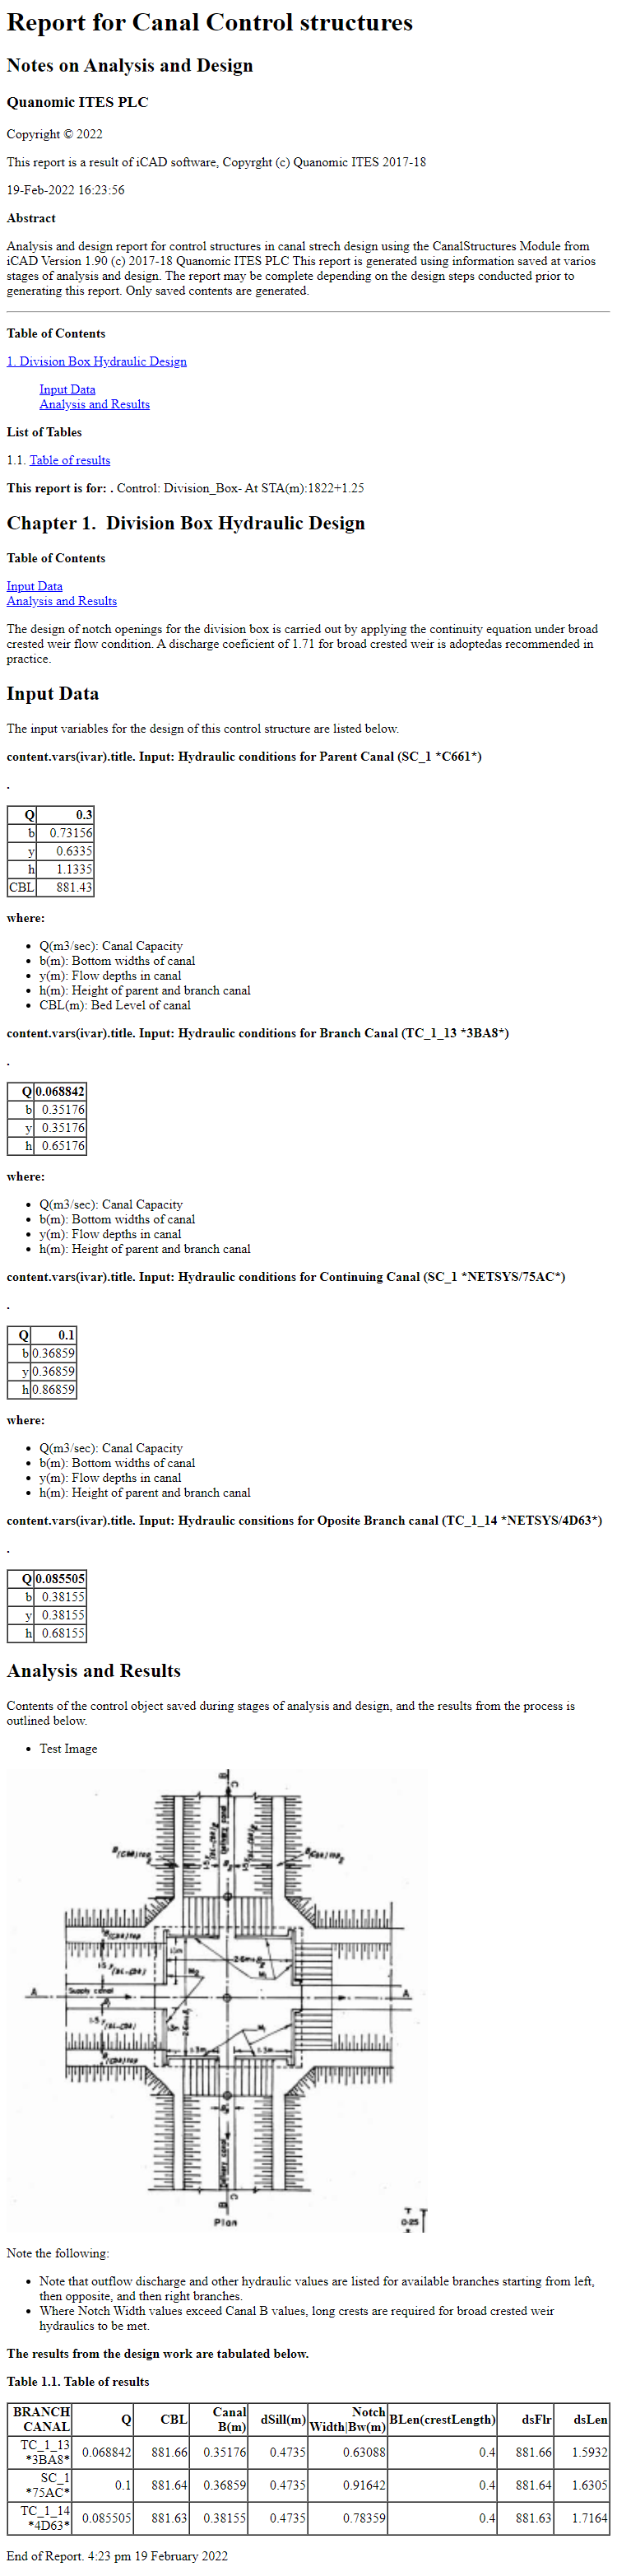 Report for Canal Control structures
Notes on Analysis and Design
Quanomic ITES PLC
Copyright © 2022
This report is a result of iCAD software, Copyrght (c) Quanomic ITES 2017-18
19-Feb-2022 16:23:56
Abstract
Analysis and design report for control structures in canal strech design using the CanalStructures Module from
iCAD Version 1.90 (c) 2017-18 Quanomic ITES PLC This report is generated using information saved at varios
stages of analysis and design. The report may be complete depending on the design steps conducted prior to
generating this report. Only saved contents are generated.
Table of Contents
1. Division Box Hydraulic Design
Input Data
Analysis and Results
List of Tables
1.1. Table of results
This report is for: . Control: Division_Box- At STA(m):1822+1.25
Chapter 1.  Division Box Hydraulic Design
Table of Contents
Input Data
Analysis and Results
The design of notch openings for the division box is carried out by applying the continuity equation under broad
crested weir flow condition. A discharge coeficient of 1.71 for broad crested weir is adoptedas recommended in
practice.
Input Data
The input variables for the design of this control structure are listed below.
content.vars(ivar).title. Input: Hydraulic conditions for Parent Canal (SC_1 *C661*)
.
Q 0.3
b 0.73156
y 0.6335
h 1.1335
CBL 881.43
where:
• Q(m3/sec): Canal Capacity
• b(m): Bottom widths of canal
• y(m): Flow depths in canal
• h(m): Height of parent and branch canal
• CBL(m): Bed Level of canal
content.vars(ivar).title. Input: Hydraulic conditions for Branch Canal (TC_1_13 *3BA8*)
.
Q 0.068842
b 0.35176
y 0.35176
h 0.65176
where:
• Q(m3/sec): Canal Capacity
• b(m): Bottom widths of canal
• y(m): Flow depths in canal
• h(m): Height of parent and branch canal
content.vars(ivar).title. Input: Hydraulic conditions for Continuing Canal (SC_1 *NETSYS/75AC*)
.
Q 0.1
b 0.36859
y 0.36859
h 0.86859
where:
• Q(m3/sec): Canal Capacity
• b(m): Bottom widths of canal
• y(m): Flow depths in canal
• h(m): Height of parent and branch canal
content.vars(ivar).title. Input: Hydraulic consitions for Oposite Branch canal (TC_1_14 *NETSYS/4D63*)
.
Q 0.085505
b 0.38155
y 0.38155
h 0.68155
Analysis and Results
Contents of the control object saved during stages of analysis and design, and the results from the process is
outlined below.
• Test Image
B
C
A
Supply canal
A
B
C
Plan
0.25
Note the following:
• Note that outflow discharge and other hydraulic values are listed for available branches starting from left,
then opposite, and then right branches.
• Where Notch Width values exceed Canal B values, long crests are required for broad crested weir
hydraulics to be met.
The results from the design work are tabulated below.
Table 1.1. Table of results
BRANCH CANAL Q CBL Canal B(m) dSill(m) Notch Width|Bw(m) BLen(crestLength) dsFlr dsLen
TC_1_13 *3BA8* 0.068842 881.66 0.35176 0.4735 0.63088 0.4 881.66 1.5932
SC_1 *75AC* 0.1 881.64 0.36859 0.4735 0.91642 0.4 881.64 1.6305
TC_1_14 *4D63* 0.085505 881.63 0.38155 0.4735 0.78359 0.4 881.63 1.7164
End of Report. 4:23 pm 19 February 2022